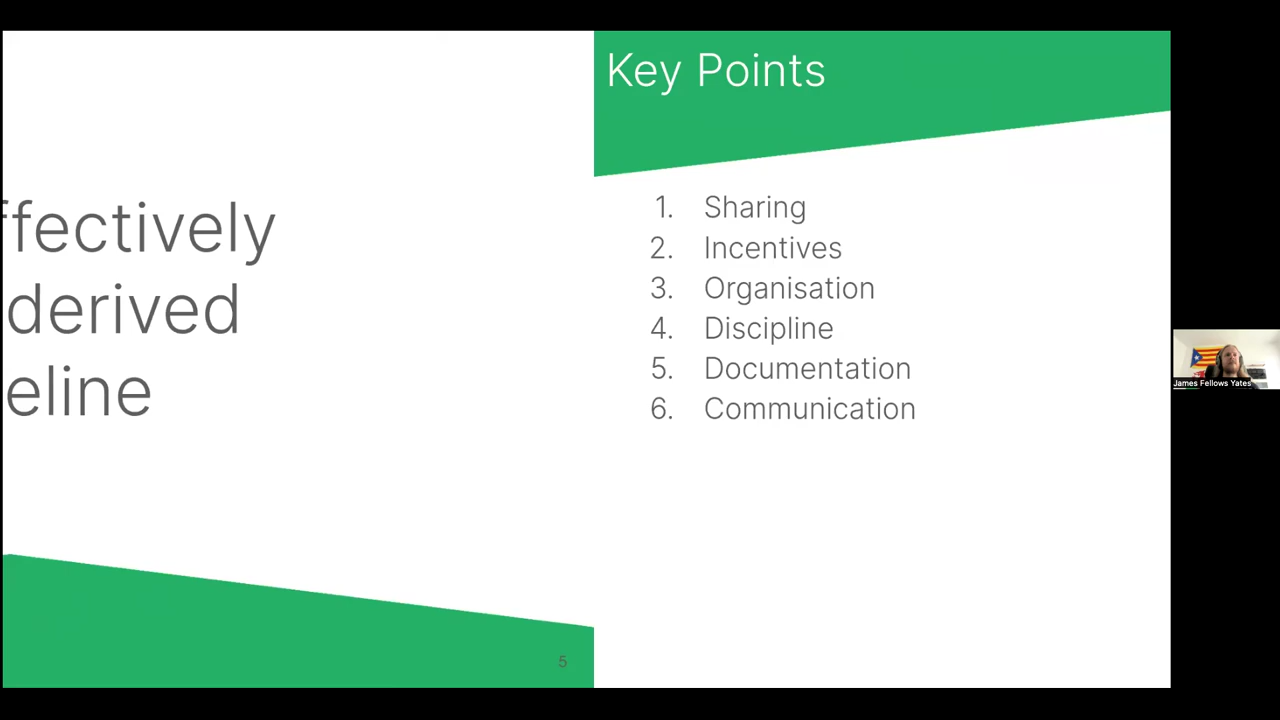 ffectively
derived
eline
5
Key Points
1. Sharing
2. Incentives
3. Organisation
4. Discipline
5. Documentation
6. Communication
James Fellows Yates